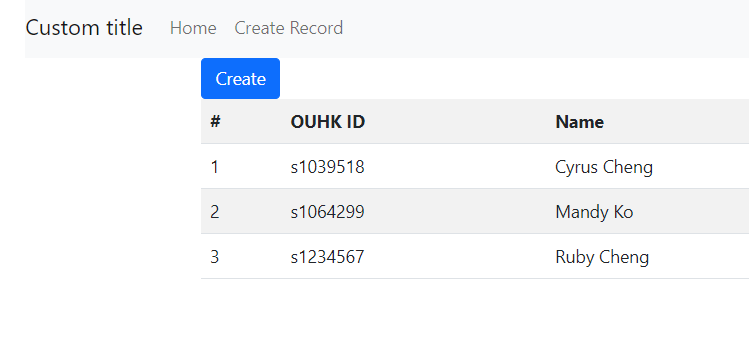 Custom title Home Create Record
Create
# OUHK ID Name
1 s1039518 Cyrus Cheng
2 s1064299 Mandy Ko
3 s1234567 Ruby Cheng